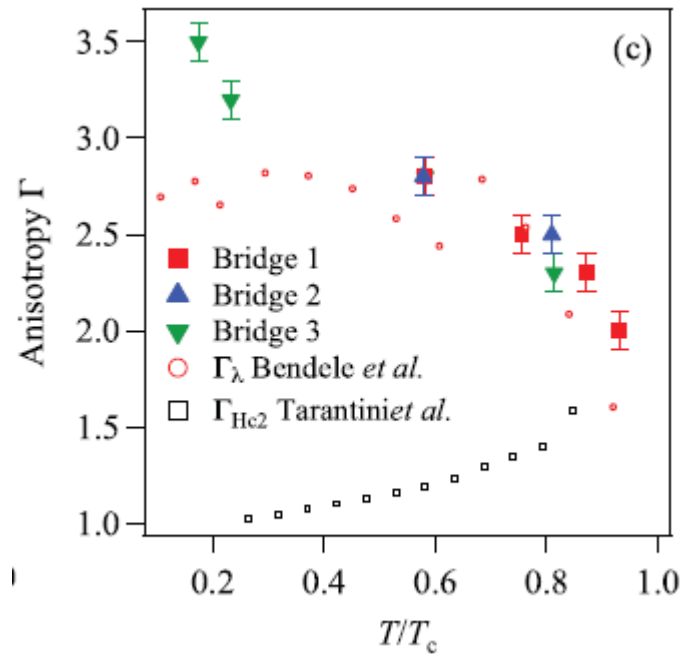 (c)
3.5
3.0
2.5
2.0
1.5
1.0
Anisotropy Γ
Bridge 1
Bridge 2
Bridge 3
Γλ Bendele et al.
ΓHc2 Tarantiniet al.
0.2 0.4 0.6 0.8 1.0
T/Tc